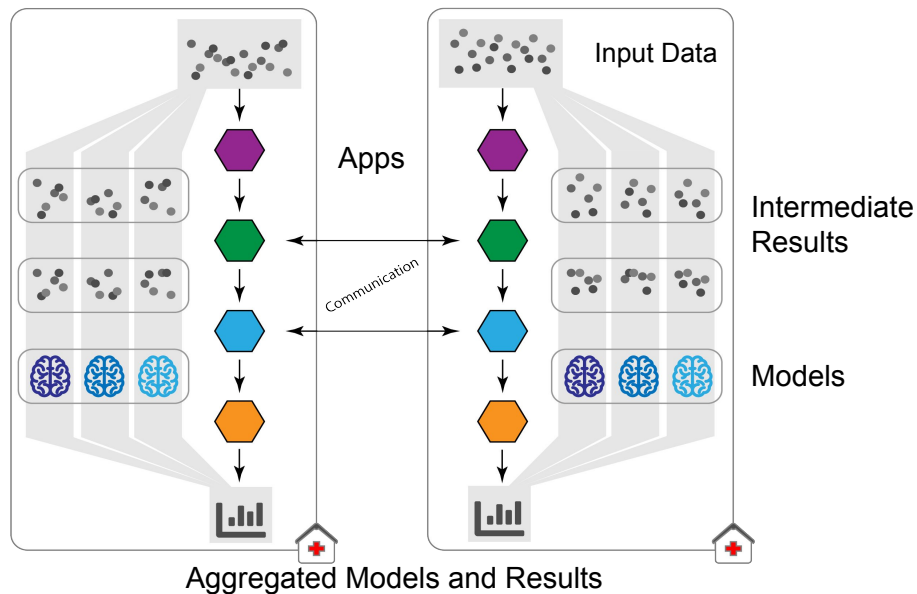 Input Data
Apps
Intermediate
Results
Communication
Models
Aggregated Models and Results